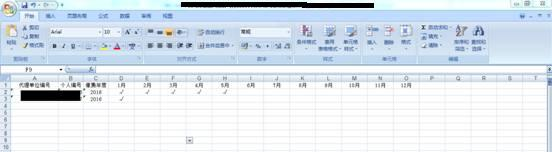 开始 插入 页面布局 公式 数据 审阅 视图
剪切 Arial 10 自动换行 常规 自动求和
复制 填充
粘贴 格式刷 合并后居中 条件格式 套用表格格式 单元格样式 插入 删除 格式 清除 排序和筛选 查找和选择
剪贴板 字体 对齐方式 数字 样式 单元格 编辑
P9
A B C D E F G H I J K L M N O P Q R S T
1 代理单位编号 个人编号 缴费年度 1月 2月 3月 4月 5月 6月 7月 8月 9月 10月 11月 12月
2 2016 √ √ √ √ √
3 2016 √
4
5
6
7
8
9
10